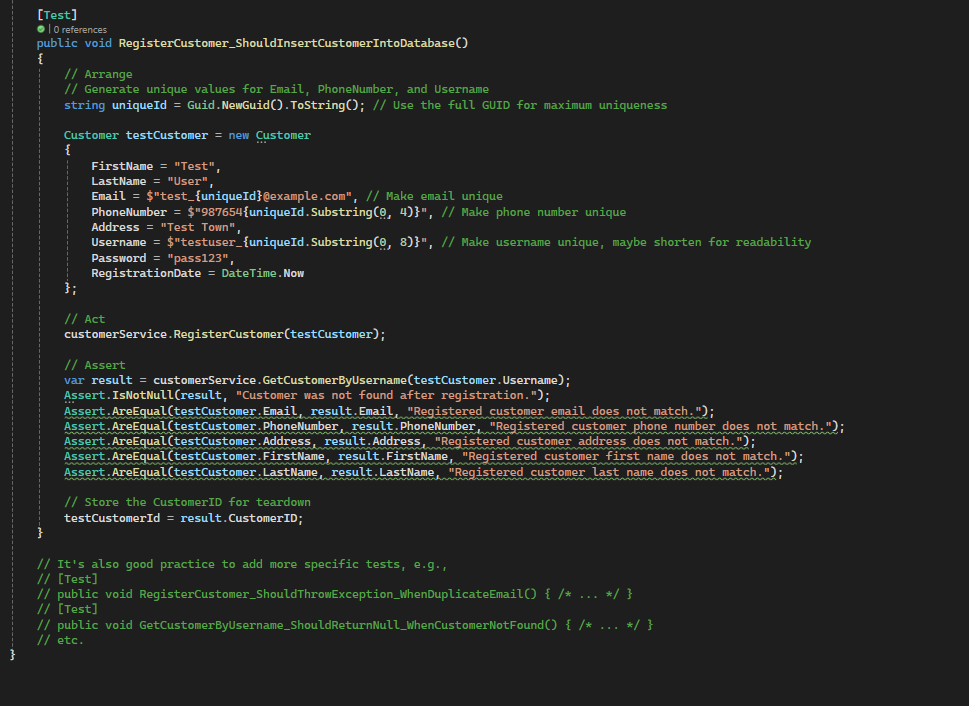 [Test]
| 0 references
public void RegisterCustomer_ShouldInsertCustomerIntoDatabase()
{
// Arrange
// Generate unique values for Email, PhoneNumber, and Username
string uniqueId = Guid.NewGuid().ToString(); // Use the full GUID for maximum uniqueness
Customer testCustomer = new Customer
{
FirstName = "Test",
LastName = "User",
Email = $"test_{uniqueId}@example.com", // Make email unique
PhoneNumber = $"987654{uniqueId.Substring(0, 4)}", // Make phone number unique
Address = "Test Town",
Username = $"testuser_{uniqueId.Substring(0, 8)}", // Make username unique, maybe shorten for readability
Password = "pass123",
RegistrationDate = DateTime.Now
};
// Act
customerService.RegisterCustomer(testCustomer);
// Assert
var result = customerService.GetCustomerByUsername(testCustomer.Username);
Assert.IsNotNull(result, "Customer was not found after registration.");
Assert.AreEqual(testCustomer.Email, result.Email, "Registered customer email does not match.");
Assert.AreEqual(testCustomer.PhoneNumber, result.PhoneNumber, "Registered customer phone number does not match.");
Assert.AreEqual(testCustomer.Address, result.Address, "Registered customer address does not match.");
Assert.AreEqual(testCustomer.FirstName, result.FirstName, "Registered customer first name does not match.");
Assert.AreEqual(testCustomer.LastName, result.LastName, "Registered customer last name does not match.");
// Store the CustomerID for teardown
testCustomerId = result.CustomerID;
}
// It's also good practice to add more specific tests, e.g.,
// [Test]
// public void RegisterCustomer_ShouldThrowException_WhenDuplicateEmail() { /* ... */ }
// [Test]
// public void GetCustomerByUsername_ShouldReturnNull_WhenCustomerNotFound() { /* ... */ }
// etc.
}